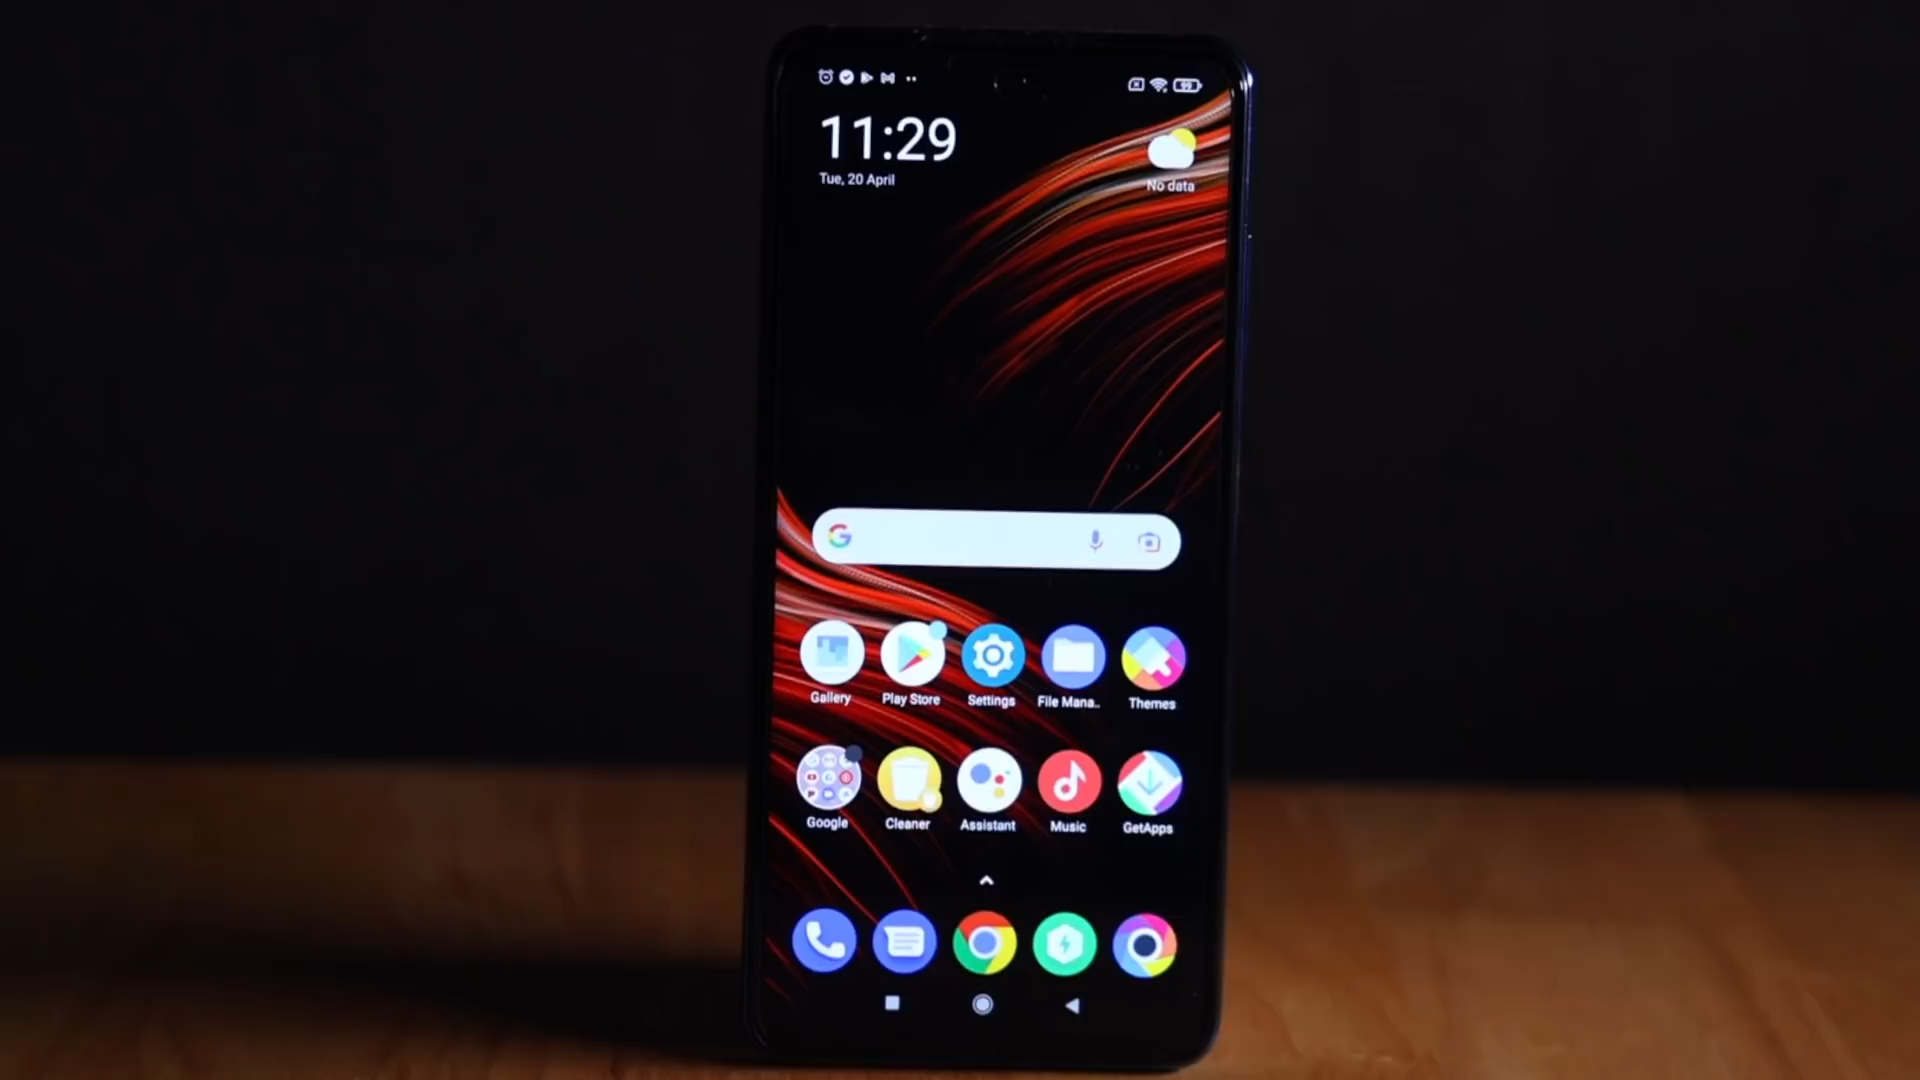 99
11:29
Tue, 20 April
No data
Gallery
Play Store
Settings
File Mana..
Themes
Google
Cleaner
Assistant
Music
GetApps